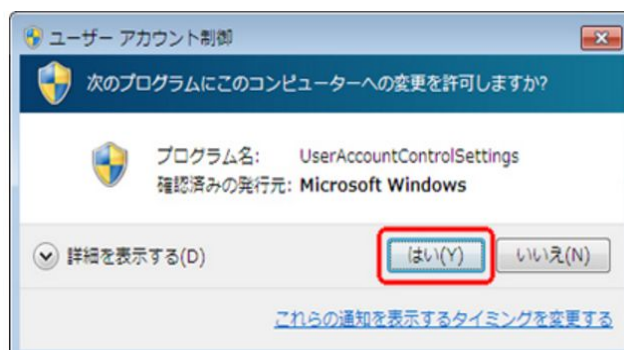 ユーザー アカウント制御
次のプログラムにこのコンピューターへの変更を許可しますか?
プログラム名: UserAccountControlSettings
確認済みの発行元: Microsoft Windows
詳細を表示する(D) はい(Y) いいえ(N)
これらの通知を表示するタイミングを変更する